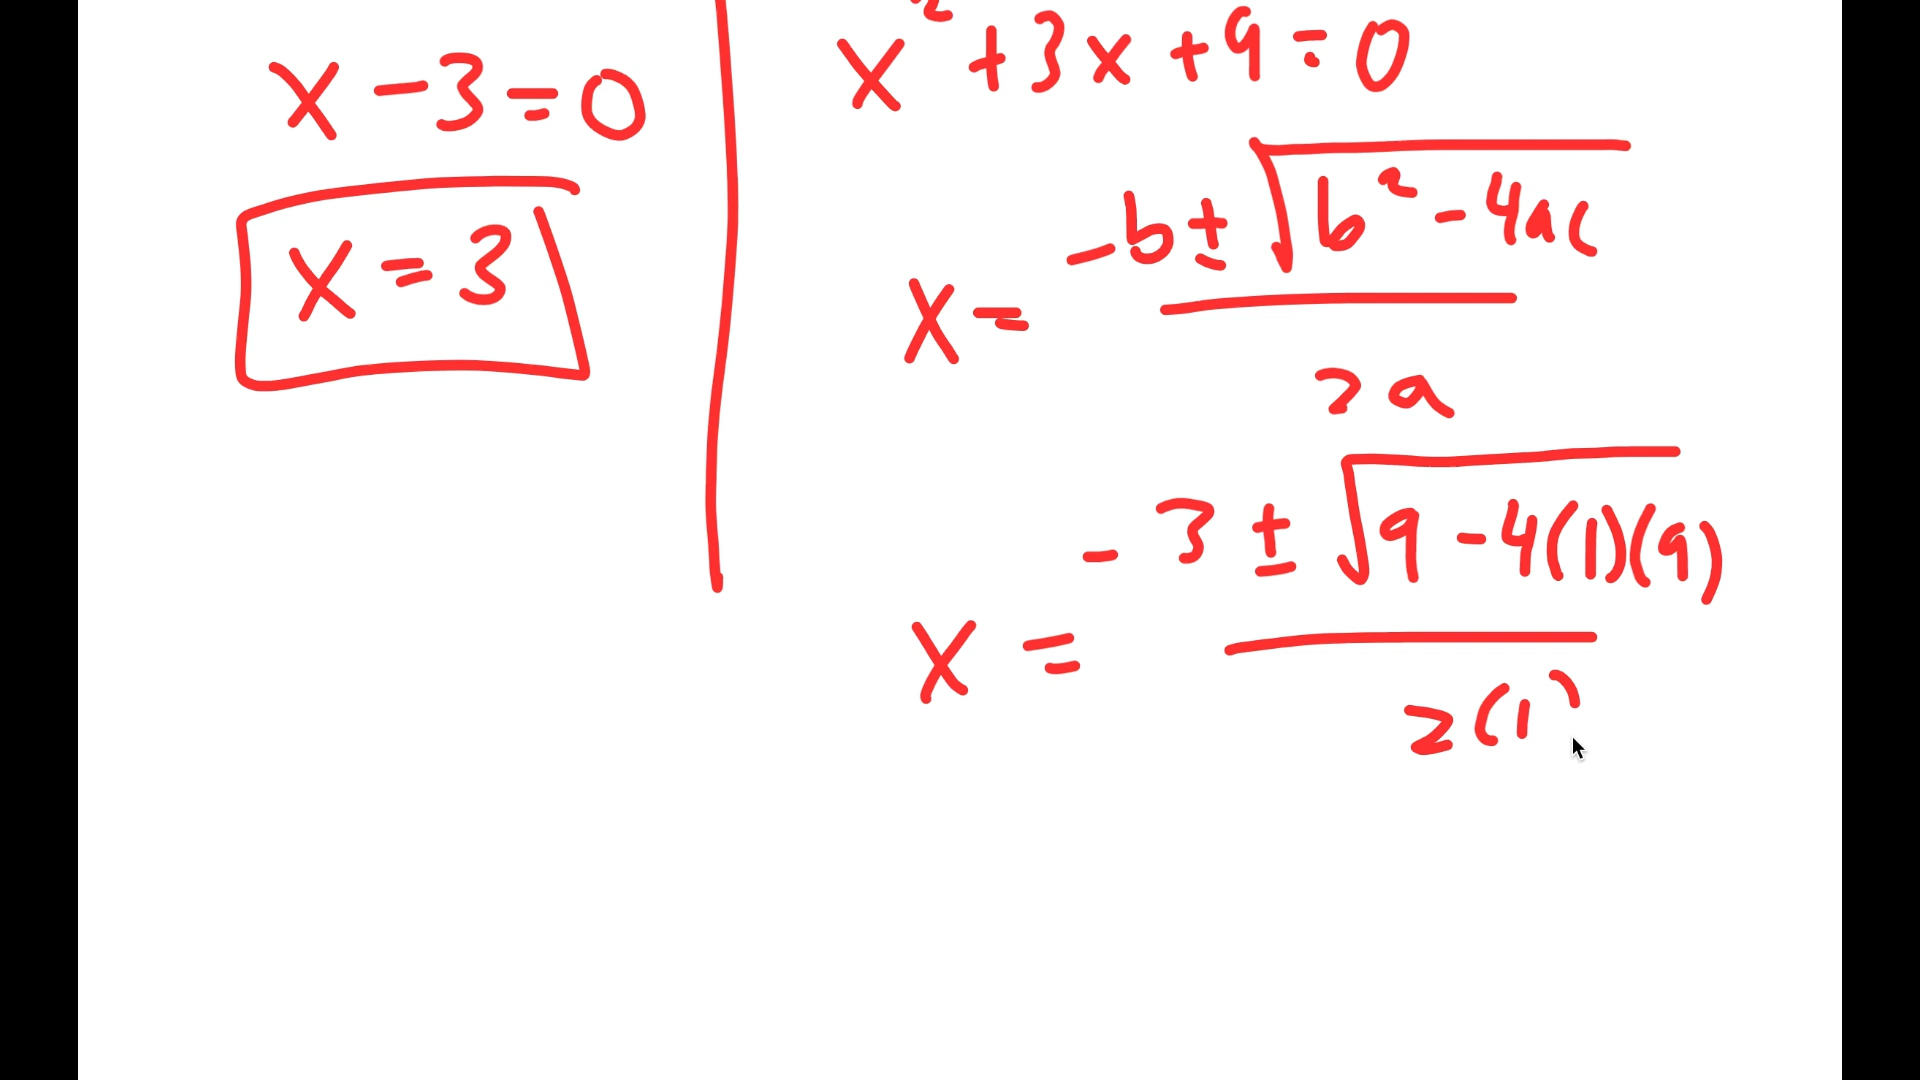 x - 3 = 0
x = 3
x² + 3x + 9 = 0
x = -b ± √(b² - 4ac) / 2a
x = -3 ± √(9 - 4(1)(9)) / 2(1)